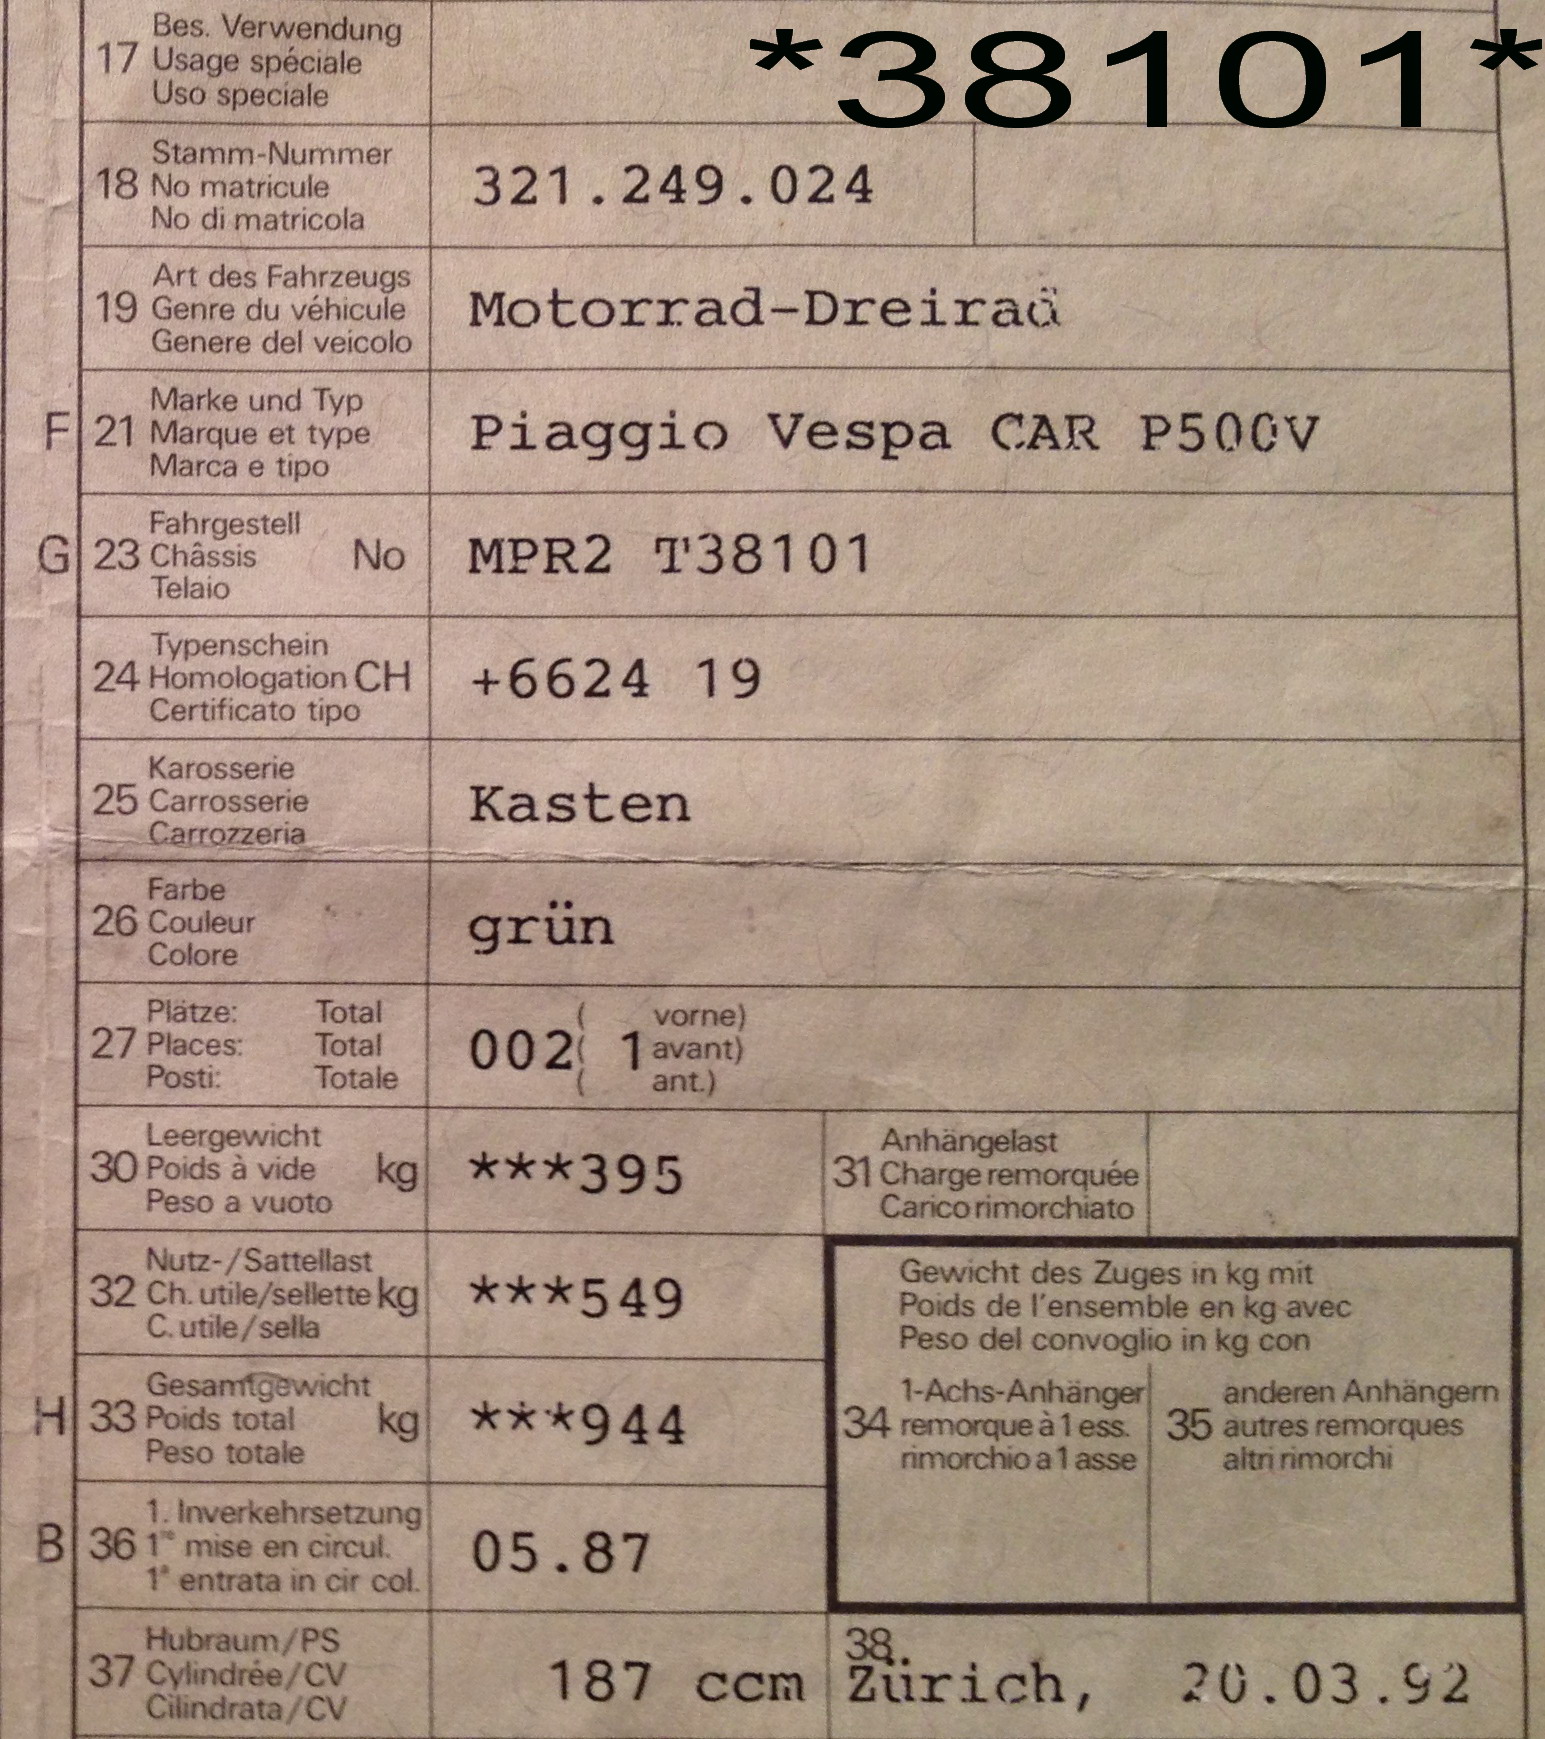 *38101*
17 Bes. Verwendung
Usage spéciale
Uso speciale
18 Stamm-Nummer
No matricule
No di matricola
321.249.024
19 Art des Fahrzeugs
Genre du véhicule
Genere del veicolo
Motorrad-Dreirad
F 21 Marke und Typ
Marque et type
Marca e tipo
Piaggio Vespa CAR P500V
G 23 Fahrgestell
Châssis No
Telaio
MPR2 T38101
24 Typenschein
Homologation CH
Certificato tipo
+6624 19
25 Karosserie
Carrosserie
Carrozzeria
Kasten
26 Farbe
Couleur
Colore
grün
27 Plätze: Total
Places: Total
Posti: Totale
002 ( 1 vorne)
( avant)
( ant.)
30 Leergewicht
Poids à vide kg
Peso a vuoto
***395
31 Anhängelast
Charge remorquée
Carico rimorchiato
32 Nutz-/Sattellast
Ch. utile/sellette kg
C. utile/sella
***549
Gewicht des Zuges in kg mit
Poids de l'ensemble en kg avec
Peso del convoglio in kg con
H 33 Gesamtgewicht
Poids total kg
Peso totale
***944
34 1-Achs-Anhänger
remorque à 1 ess.
rimorchio a 1 asse
35 anderen Anhängern
autres remorques
altri rimorchi
B 36 1. Inverkehrsetzung
1re mise en circul.
1a entrata in cir col.
05.87
37 Hubraum/PS
Cylindrée/CV
Cilindrata/CV
187 ccm
38.
Zürich, 20.03.92